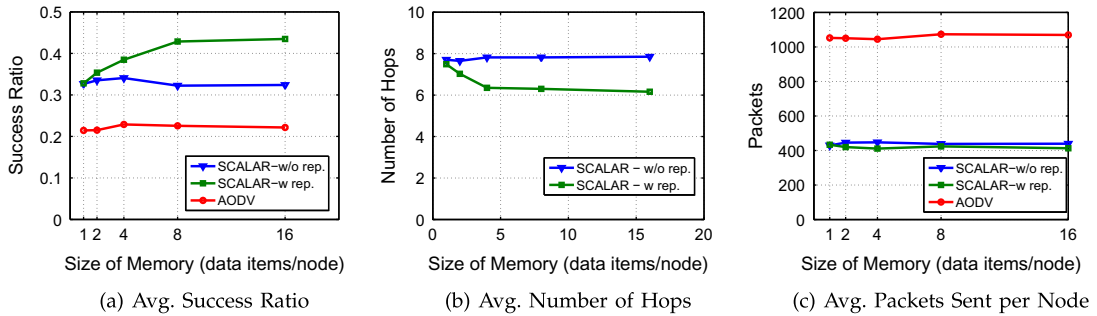 0.5
0.4
0.3
0.2
0.1
0
Success Ratio
SCALAR−w/o rep.
SCALAR−w rep.
AODV
1 2 4 8 16
Size of Memory (data items/node)
(a) Avg. Success Ratio
10
8
6
4
2
0
Number of Hops
SCALAR − w/o rep.
SCALAR − w rep.
0 5 10 15 20
Size of Memory (data items/node)
(b) Avg. Number of Hops
1200
1000
800
600
400
200
0
Packets
SCALAR−w/o rep.
SCALAR−w rep.
AODV
1 2 4 8 16
Size of Memory (data items/node)
(c) Avg. Packets Sent per Node